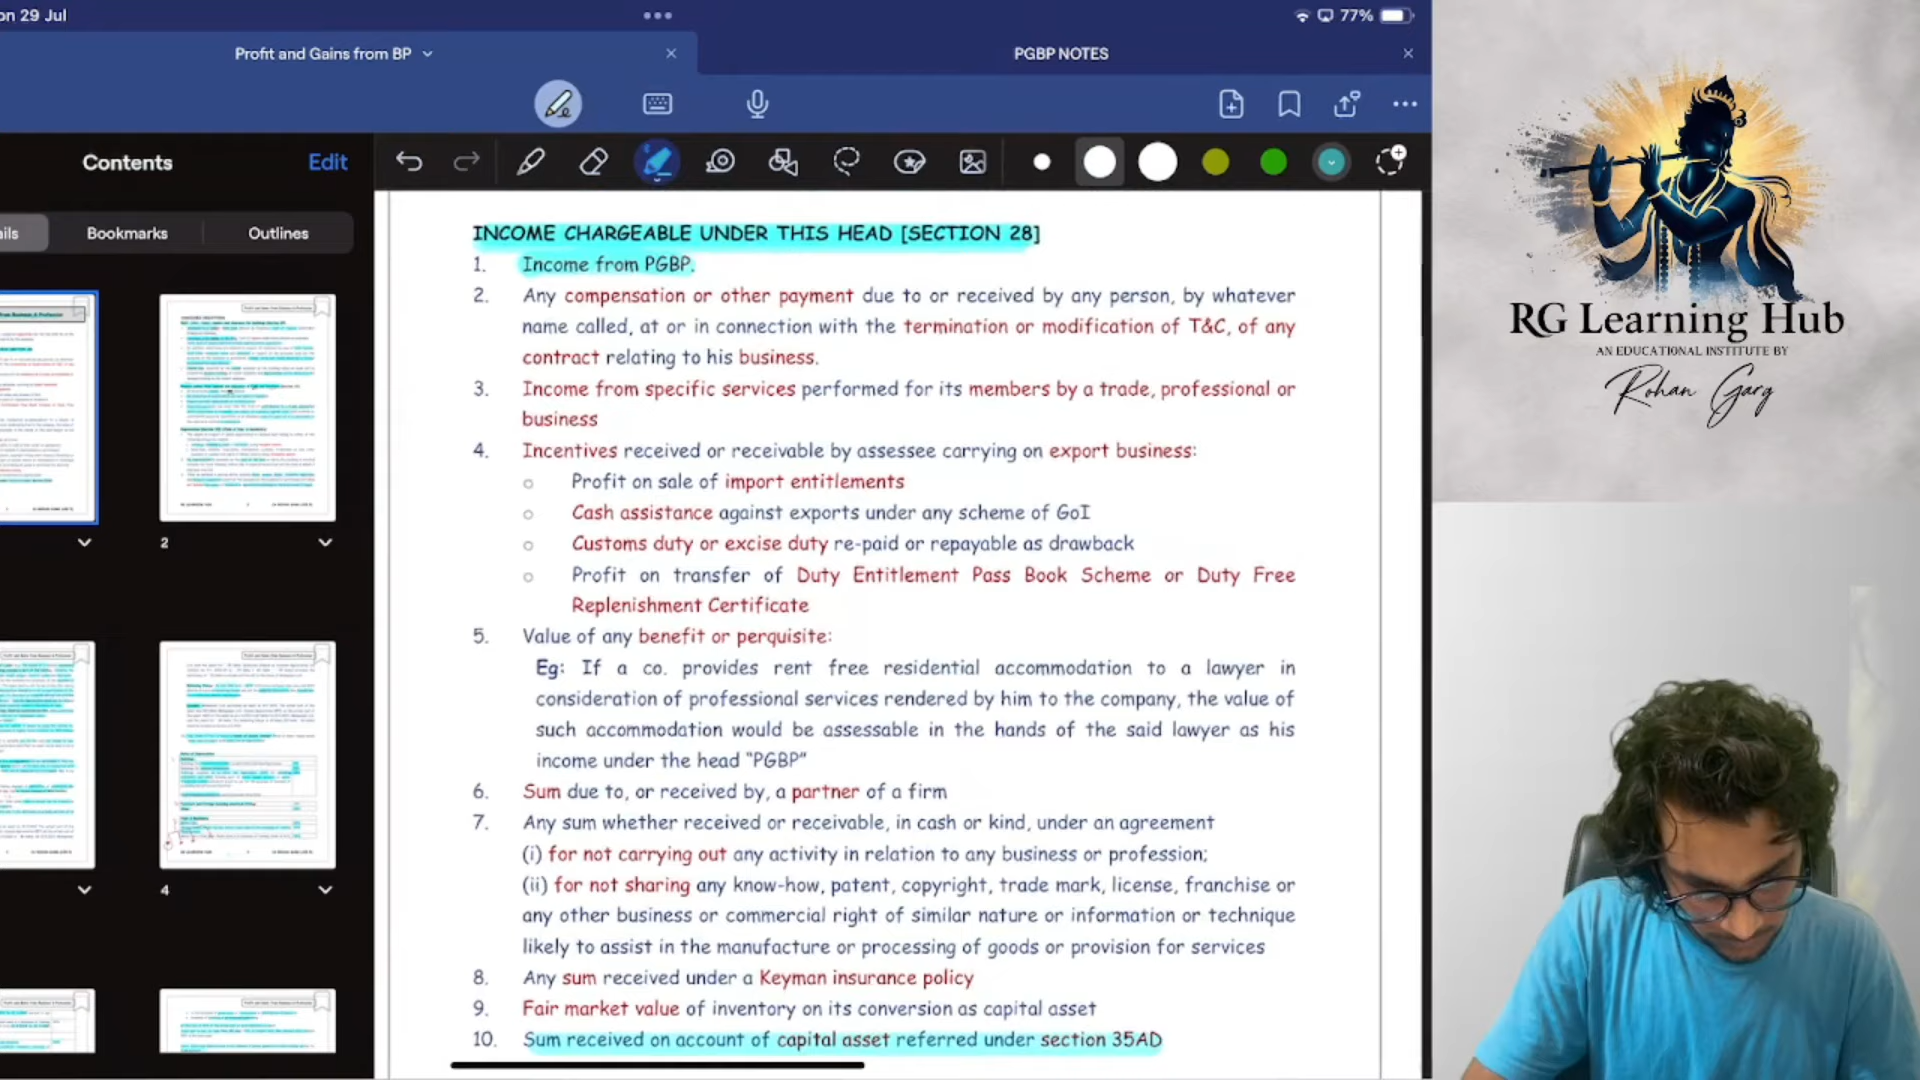 on 29 Jul
77%
Profit and Gains from BP
PGBP NOTES
Contents
Edit
ails
Bookmarks
Outlines
2
4
INCOME CHARGEABLE UNDER THIS HEAD [SECTION 28]
1. Income from PGBP.
2. Any compensation or other payment due to or received by any person, by whatever
name called, at or in connection with the termination or modification of T&C, of any
contract relating to his business.
3. Income from specific services performed for its members by a trade, professional or
business
4. Incentives received or receivable by assessee carrying on export business:
o Profit on sale of import entitlements
o Cash assistance against exports under any scheme of GoI
o Customs duty or excise duty re-paid or repayable as drawback
o Profit on transfer of Duty Entitlement Pass Book Scheme or Duty Free
Replenishment Certificate
5. Value of any benefit or perquisite:
Eg: If a co. provides rent free residential accommodation to a lawyer in
consideration of professional services rendered by him to the company, the value of
such accommodation would be assessable in the hands of the said lawyer as his
income under the head “PGBP”
6. Sum due to, or received by, a partner of a firm
7. Any sum whether received or receivable, in cash or kind, under an agreement
(i) for not carrying out any activity in relation to any business or profession;
(ii) for not sharing any know-how, patent, copyright, trade mark, license, franchise or
any other business or commercial right of similar nature or information or technique
likely to assist in the manufacture or processing of goods or provision for services
8. Any sum received under a Keyman insurance policy
9. Fair market value of inventory on its conversion as capital asset
10. Sum received on account of capital asset referred under section 35AD
RG Learning Hub
AN EDUCATIONAL INSTITUTE BY
Rohan Garg